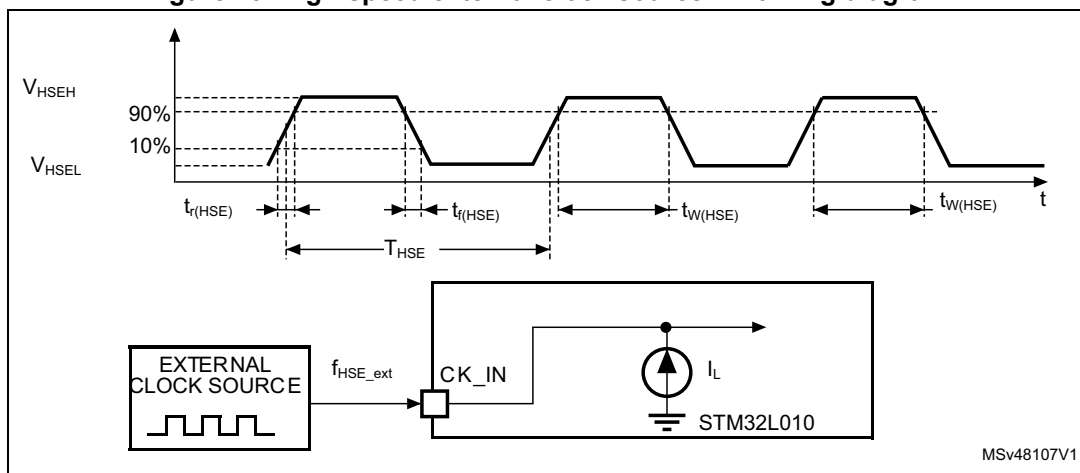 V_HSEH
90%
10%
V_HSEL
t_r(HSE)
t_f(HSE)
t_W(HSE)
t_W(HSE)
t
T_HSE
EXTERNAL
CLOCK SOURCE
f_HSE_ext
CK_IN
I_L
STM32L010
MSv48107V1